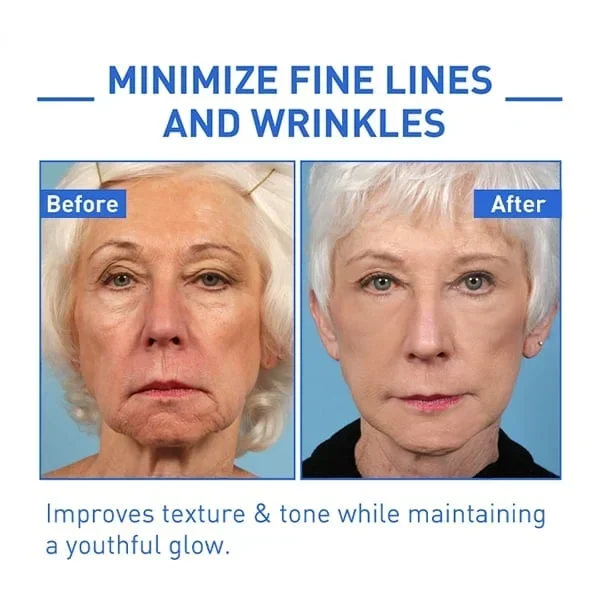 MINIMIZE FINE LINES
AND WRINKLES
Before
After
Improves texture & tone while maintaining
a youthful glow.